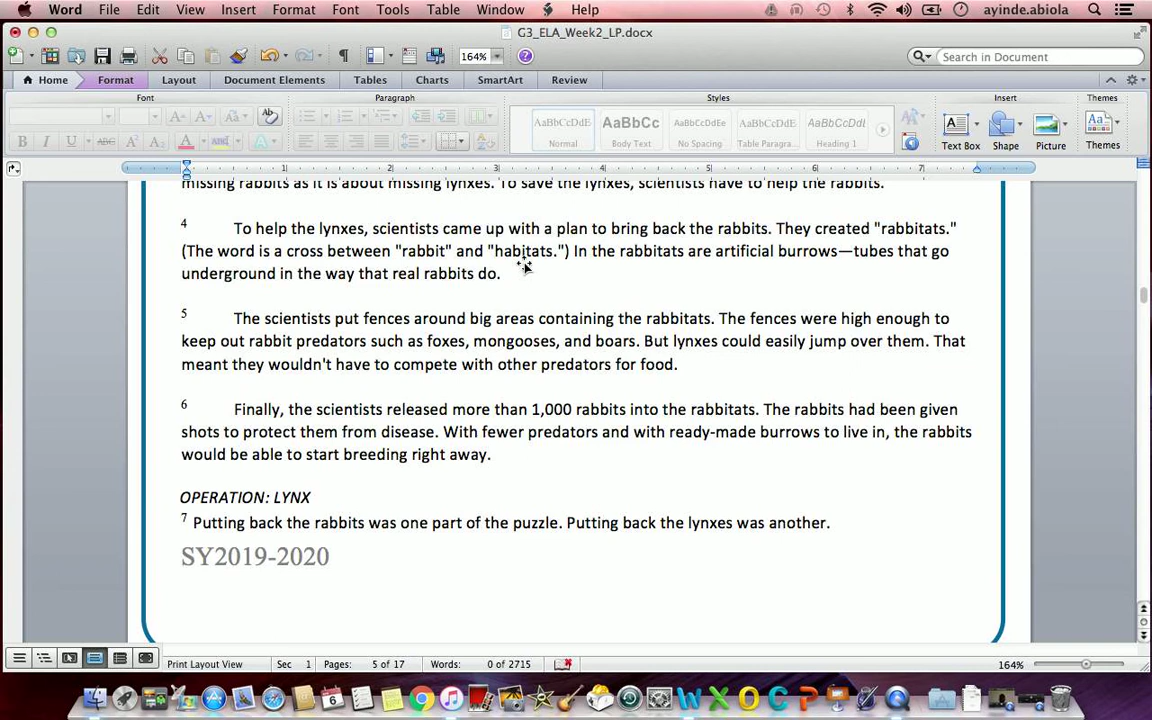 Word File Edit View Insert Format Font Tools Table Window Help ayinde.abiola
G3_ELA_Week2_LP.docx
164% Search in Document
Home Format Layout Document Elements Tables Charts SmartArt Review
Font Paragraph Styles Insert Themes
AaBbCcDdE AaBbCc AaBbCcDdEe AaBbCcDdE AaBbCcDdI
Normal Body Text No Spacing Table Paragra... Heading 1 Text Box Shape Picture Themes
B I U ABC A² A₂
1 2 3 4 5 6 7
missing rabbits as it is about missing lynxes. To save the lynxes, scientists have to help the rabbits.
4 To help the lynxes, scientists came up with a plan to bring back the rabbits. They created "rabbitats."
(The word is a cross between "rabbit" and "habitats.") In the rabbitats are artificial burrows—tubes that go
underground in the way that real rabbits do.
5 The scientists put fences around big areas containing the rabbitats. The fences were high enough to
keep out rabbit predators such as foxes, mongooses, and boars. But lynxes could easily jump over them. That
meant they wouldn't have to compete with other predators for food.
6 Finally, the scientists released more than 1,000 rabbits into the rabbitats. The rabbits had been given
shots to protect them from disease. With fewer predators and with ready-made burrows to live in, the rabbits
would be able to start breeding right away.
OPERATION: LYNX
7 Putting back the rabbits was one part of the puzzle. Putting back the lynxes was another.
SY2019-2020
Print Layout View Sec 1 Pages: 5 of 17 Words: 0 of 2715 164%